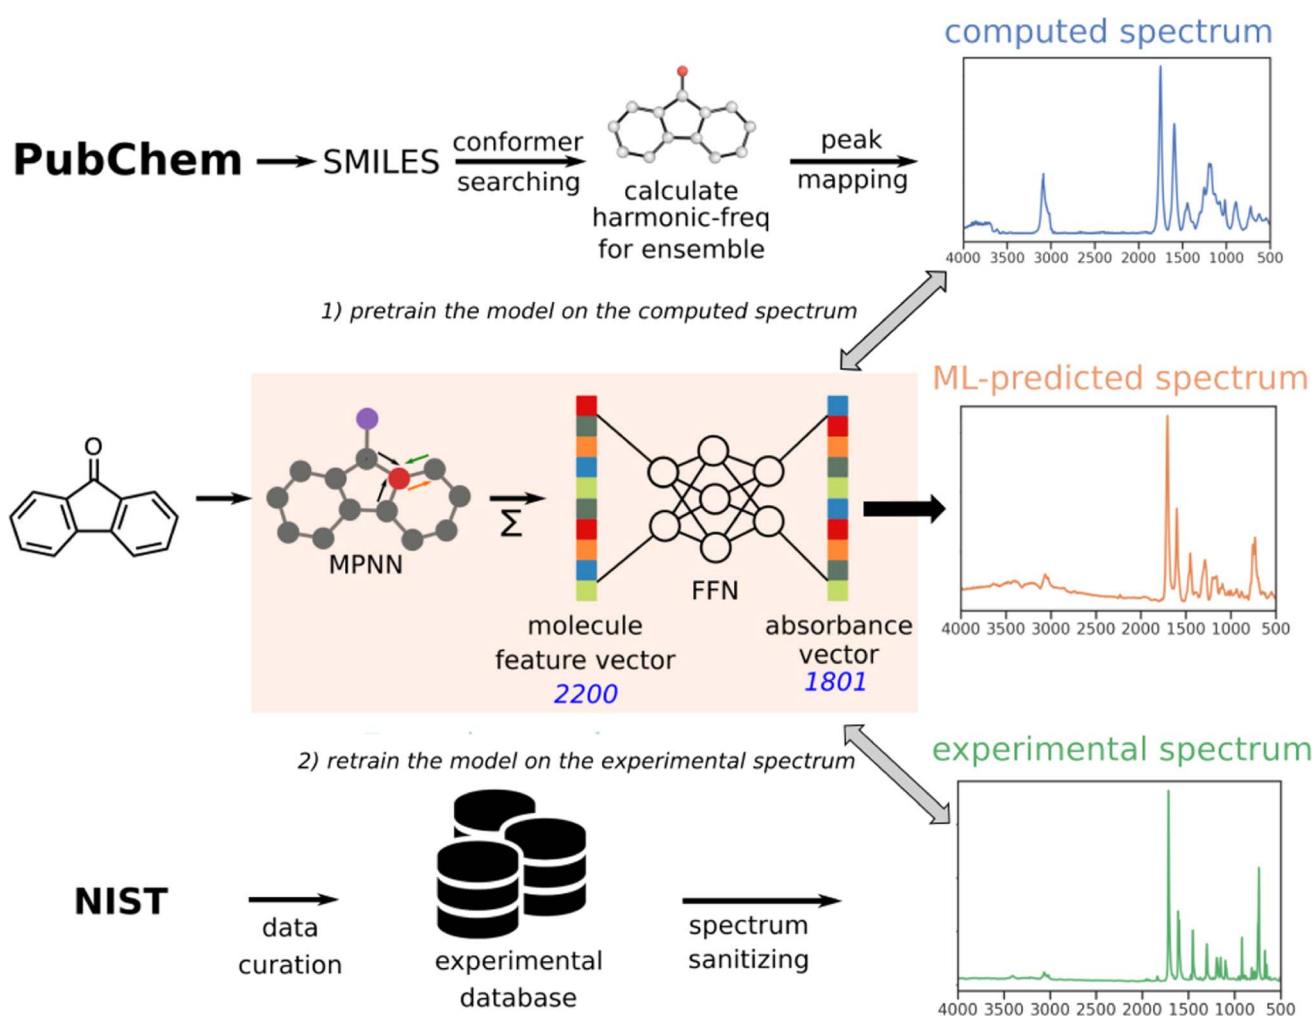 computed spectrum
PubChem
SMILES
conformer
searching
calculate
harmonic-freq
for ensemble
peak
mapping
4000 3500 3000 2500 2000 1500 1000 500
1) pretrain the model on the computed spectrum
ML-predicted spectrum
O
MPNN
Σ
FFN
molecule
feature vector
2200
absorbance
vector
1801
4000 3500 3000 2500 2000 1500 1000 500
2) retrain the model on the experimental spectrum
experimental spectrum
NIST
data
curation
experimental
database
spectrum
sanitizing
4000 3500 3000 2500 2000 1500 1000 500